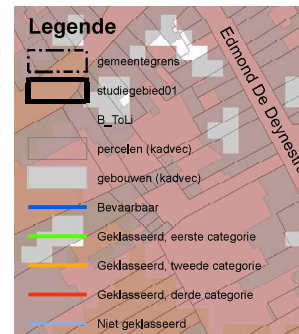 Legende
gemeentegrens
studiegebied01
B_ToLi
percelen (kadvec)
gebouwen (kadvec)
Bevaarbaar
Geklasseerd, eerste categorie
Geklasseerd, tweede categorie
Geklasseerd, derde categorie
Niet geklasseerd
Edmond De Deynestr